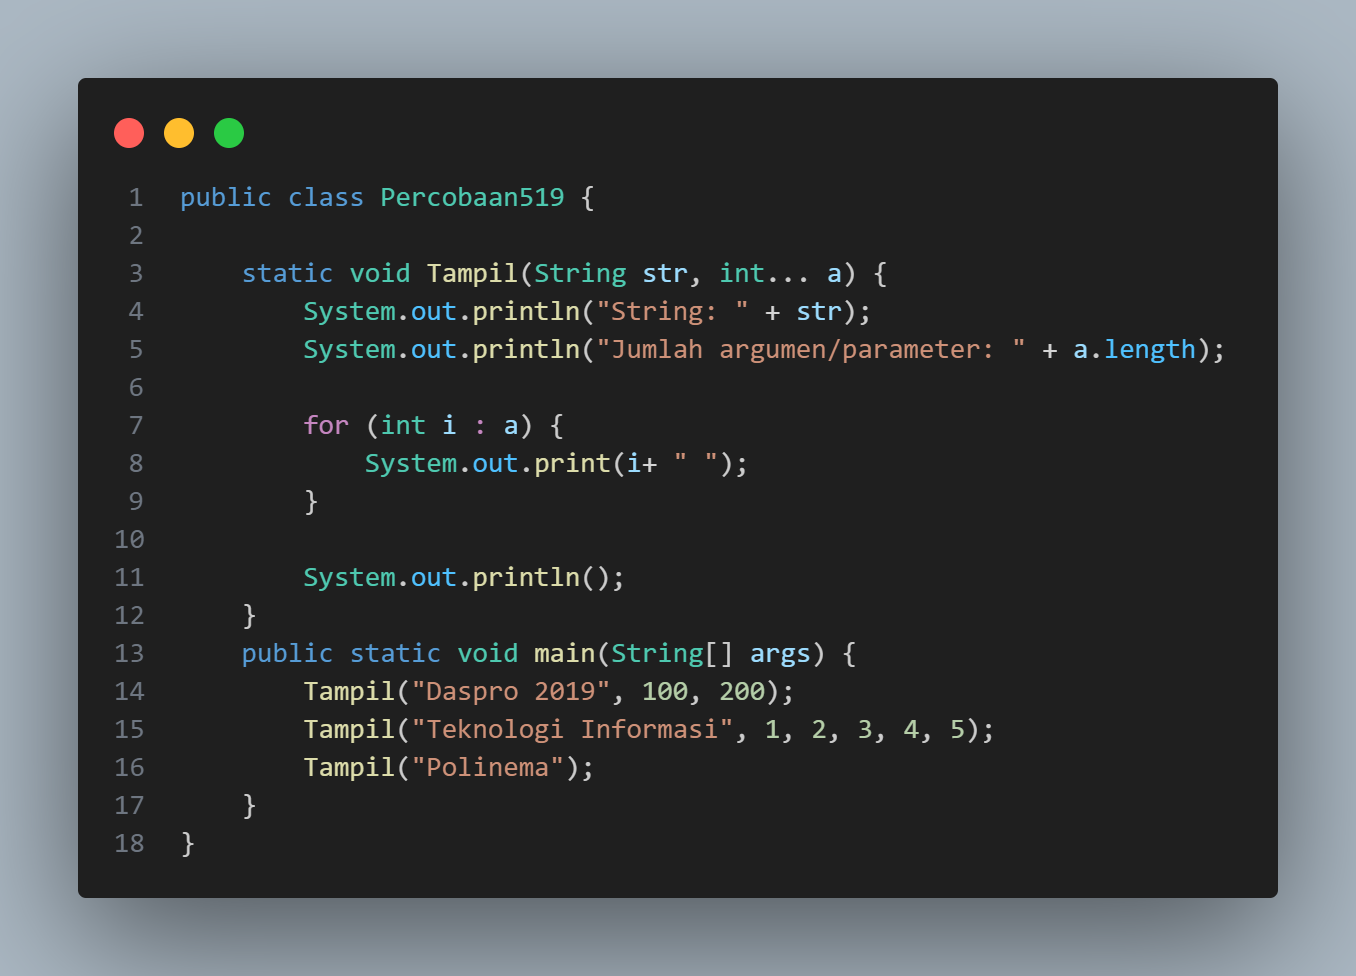 1 public class Percobaan519 {
2
3     static void Tampil(String str, int... a) {
4         System.out.println("String: " + str);
5         System.out.println("Jumlah argumen/parameter: " + a.length);
6
7         for (int i : a) {
8             System.out.print(i+ " ");
9         }
10
11         System.out.println();
12     }
13     public static void main(String[] args) {
14         Tampil("Daspro 2019", 100, 200);
15         Tampil("Teknologi Informasi", 1, 2, 3, 4, 5);
16         Tampil("Polinema");
17     }
18 }